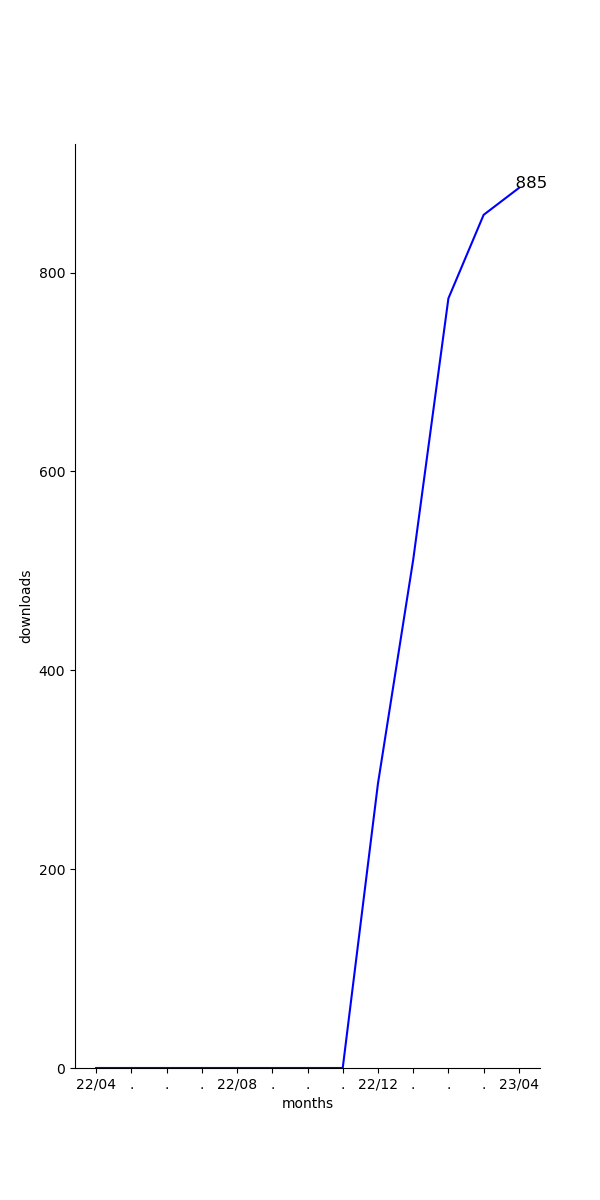 885
800
600
400
200
0
downloads
22/04 . . . 22/08 . . . 22/12 . . . 23/04
months